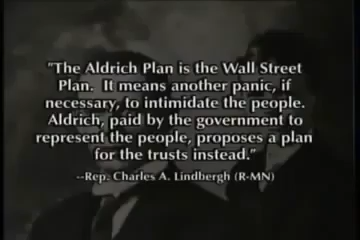 "The Aldrich Plan is the Wall Street
Plan. It means another panic, if
necessary, to intimidate the people.
Aldrich, paid by the government to
represent the people, proposes a plan
for the trusts instead."
--Rep. Charles A. Lindbergh (R-MN)